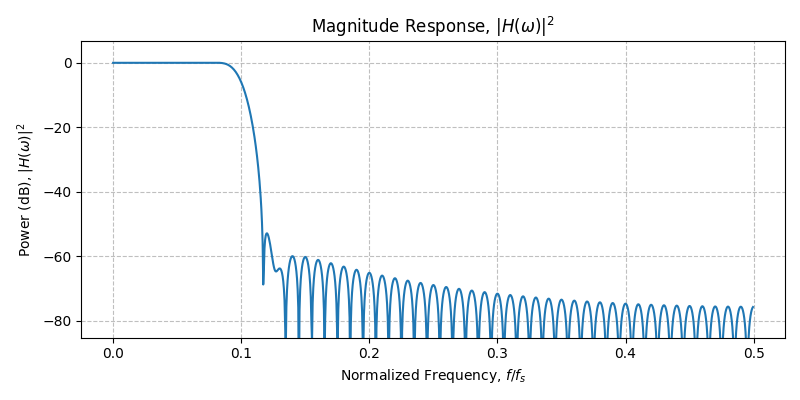 Magnitude Response, |H(ω)|²
Power (dB), |H(ω)|²
0
−20
−40
−60
−80
0.0 0.1 0.2 0.3 0.4 0.5
Normalized Frequency, f/fₛ